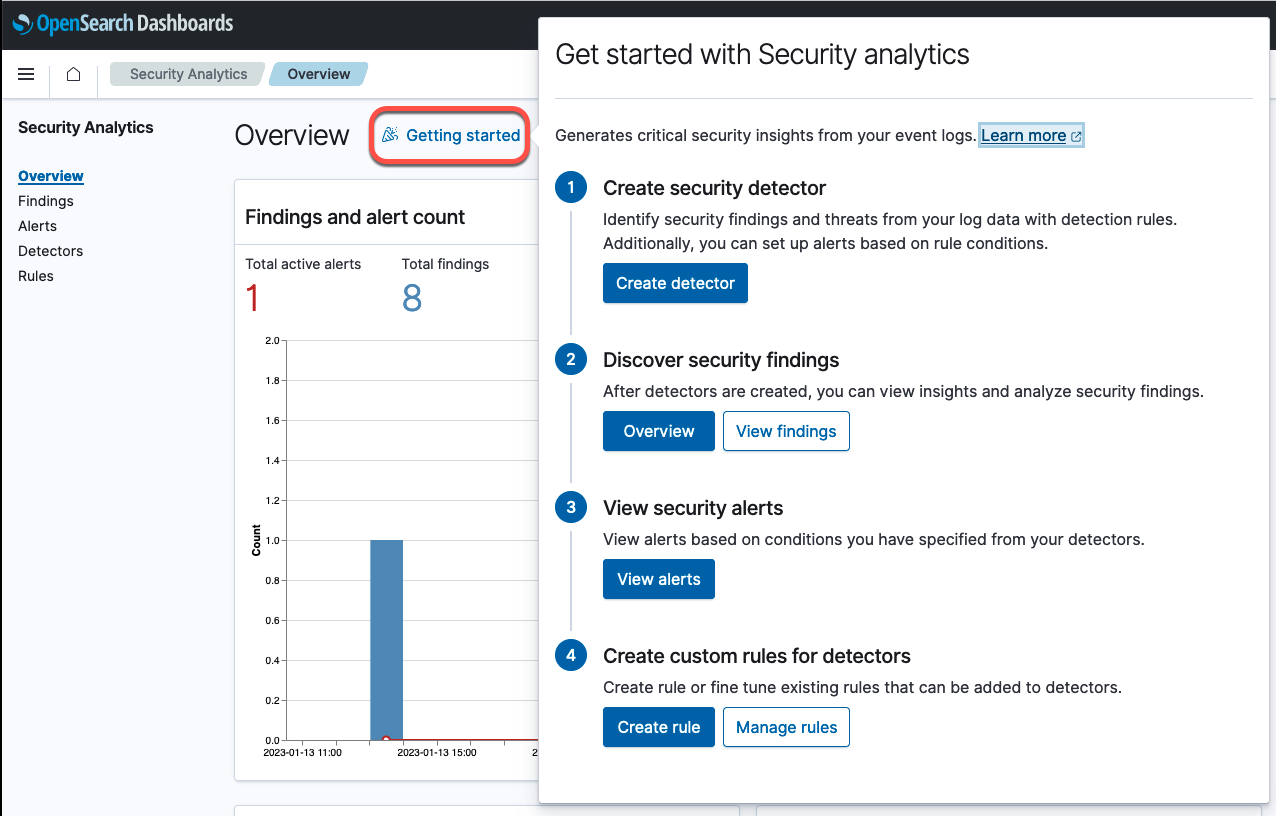 OpenSearch Dashboards
Security Analytics
Overview
Security Analytics
Overview
Findings
Alerts
Detectors
Rules
Overview
Getting started
Findings and alert count
Total active alerts
Total findings
1
8
2.0
1.8
1.6
1.4
1.2
1.0
0.8
0.6
0.4
0.2
0.0
Count
2023-01-13 11:00
2023-01-13 15:00
2
Get started with Security analytics
Generates critical security insights from your event logs. Learn more
1
Create security detector
Identify security findings and threats from your log data with detection rules.
Additionally, you can set up alerts based on rule conditions.
Create detector
2
Discover security findings
After detectors are created, you can view insights and analyze security findings.
Overview
View findings
3
View security alerts
View alerts based on conditions you have specified from your detectors.
View alerts
4
Create custom rules for detectors
Create rule or fine tune existing rules that can be added to detectors.
Create rule
Manage rules